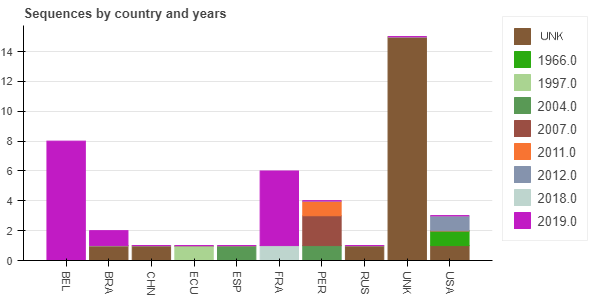 Sequences by country and years
14
12
10
8
6
4
2
0
BEL
BRA
CHN
ECU
ESP
FRA
PER
RUS
UNK
USA
UNK
1966.0
1997.0
2004.0
2007.0
2011.0
2012.0
2018.0
2019.0